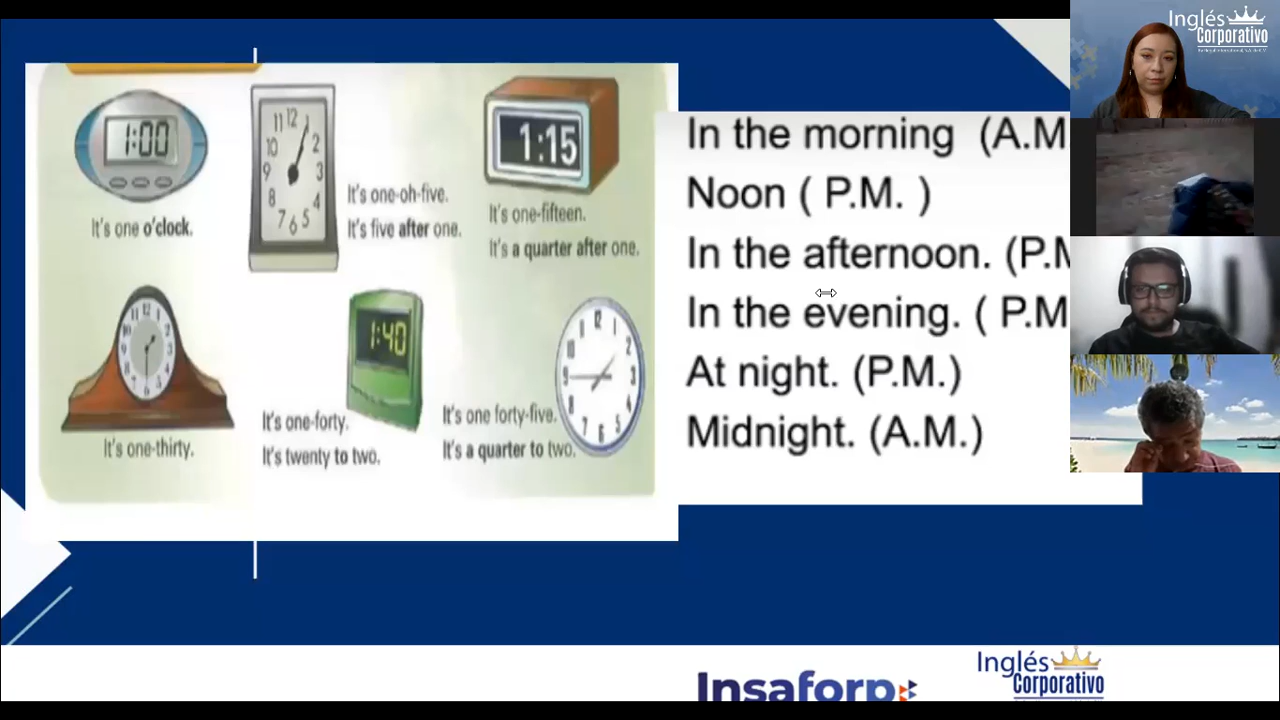 1:00
It's one o'clock.
It's one-oh-five.
It's five after one.
1:15
It's one-fifteen.
It's a quarter after one.
It's one-thirty.
1:40
It's one-forty.
It's twenty to two.
It's one forty-five.
It's a quarter to two.
In the morning (A.M
Noon ( P.M. )
In the afternoon. (P.M
In the evening. ( P.M
At night. (P.M.)
Midnight. (A.M.)
Inglés
Corporativo
Insaforp
Inglés
Corporativo